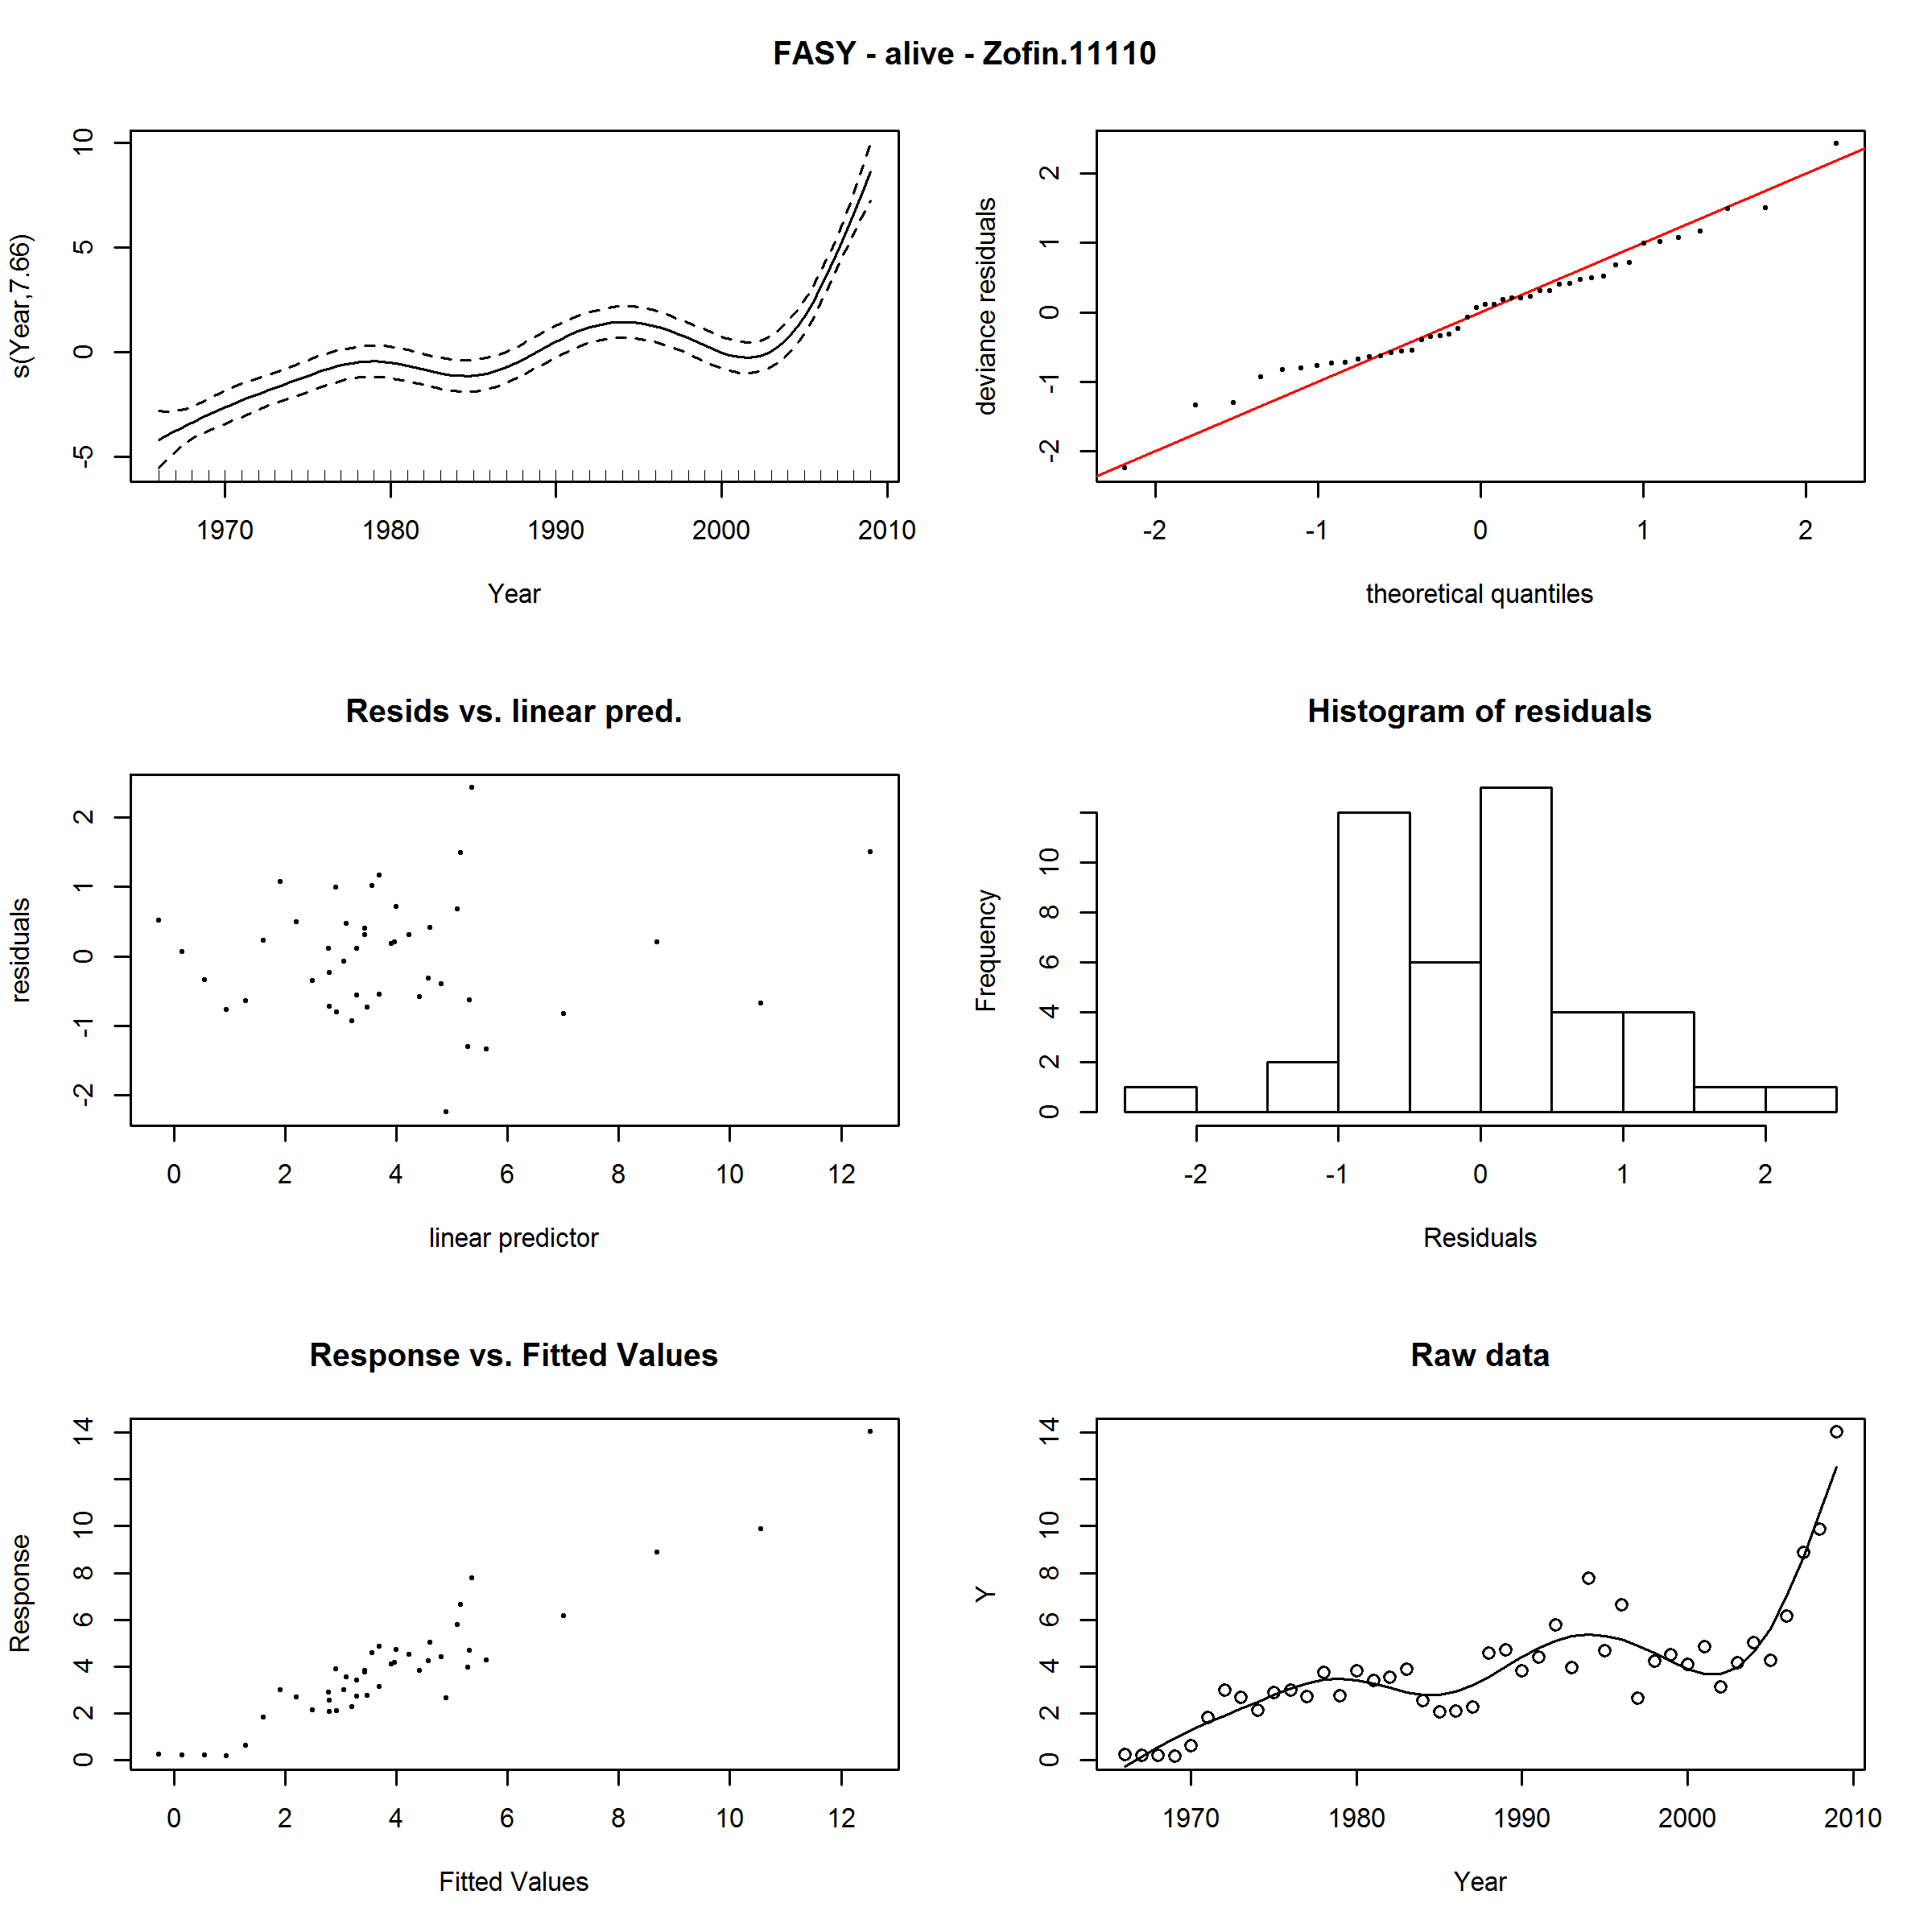 FASY - alive - Zofin.11110
s(Year,7.66)
10
5
0
-5
1970 1980 1990 2000 2010
Year
deviance residuals
2
1
0
-1
-2
-2 -1 0 1 2
theoretical quantiles
Resids vs. linear pred.
residuals
2
1
0
-1
-2
0 2 4 6 8 10 12
linear predictor
Histogram of residuals
Frequency
10
8
6
4
2
0
-2 -1 0 1 2
Residuals
Response vs. Fitted Values
Response
14
10
8
6
4
2
0
0 2 4 6 8 10 12
Fitted Values
Raw data
Y
14
10
8
6
4
2
0
1970 1980 1990 2000 2010
Year